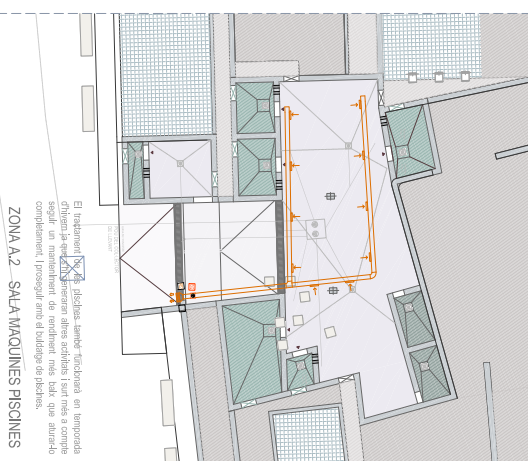 ZONA A.2 SALA MAQUINES PISCINES
El tractament de les piscines també funcionarà en temporada
d'hivern ja que s'hi generaran altres activitats i surt més a compte
seguir un manteniment de rendiment més baix que aturar-lo
completament, prosseguir amb el buidatge de piscines.